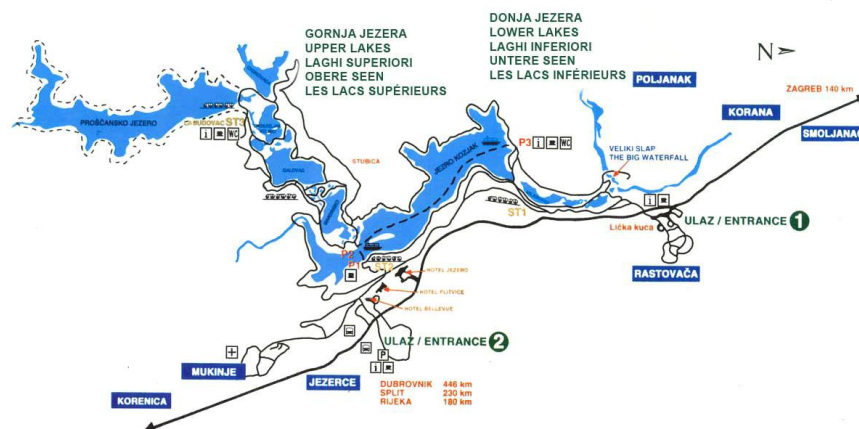 GORNJA JEZERA
UPPER LAKES
LAGHI SUPERIORI
OBERE SEEN
LES LACS SUPÉRIEURS
DONJA JEZERA
LOWER LAKES
LAGHI INFERIORI
UNTERE SEEN
LES LACS INFÉRIEURS
N
POLJANAK
ZAGREB 140 km
KORANA
SMOLJANAC
PROŠĆANSKO JEZERO
ST3
i
WC
STUBICA
JEZERO KOZJAK
P3
i
WC
VELIKI SLAP
THE BIG WATERFALL
ST1
i
ULAZ / ENTRANCE 1
Lička kuća
RASTOVAČA
P2
P1
ST2
HOTEL JEZERO
HOTEL PLITVICE
HOTEL BELLEVUE
ULAZ / ENTRANCE 2
P
i
MUKINJE
JEZERCE
DUBROVNIK 446 km
SPLIT 230 km
RIJEKA 180 km
KORENICA